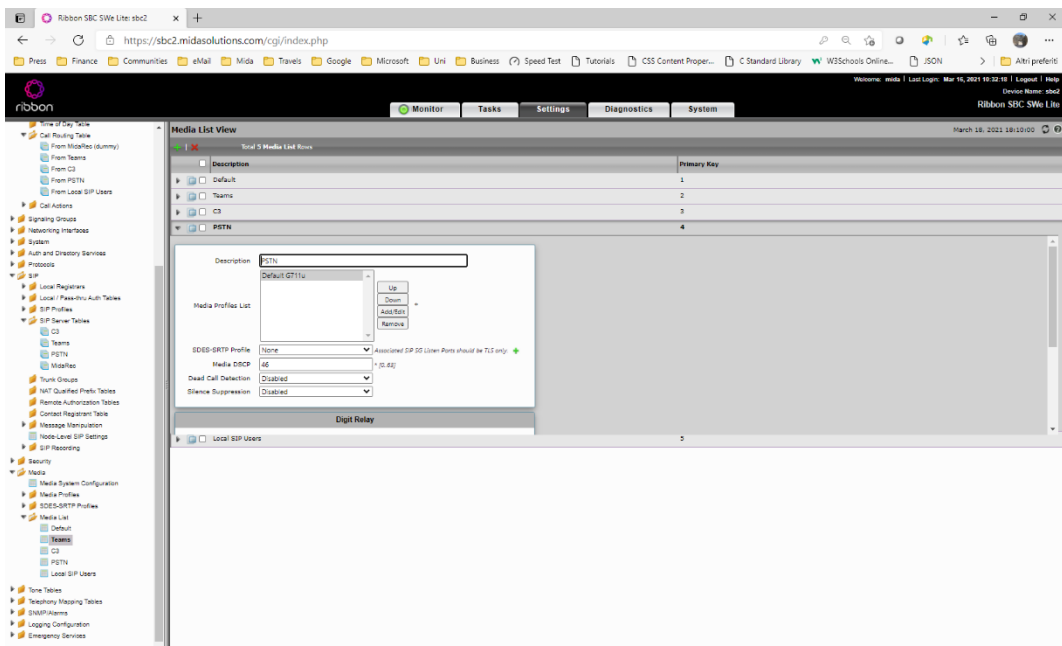 Ribbon SBC SWe Lite: sbc2
https://sbc2.midasolutions.com/cgi/index.php
Press Finance Communities eMail Mida Travels Google Microsoft Uni Business Speed Test Tutorials CSS Content Proper... C Standard Library W3Schools Online... JSON Altri preferiti
Welcome: mida | Last Login: Mar 16, 2021 10:32:18 | Logout | Help
Device Name: sbc2
ribbon
Ribbon SBC SWe Lite
Monitor Tasks Settings Diagnostics System
Time of Day Table
Call Routing Table
From MidaRec (dummy)
From Teams
From C3
From PSTN
From Local SIP Users
Call Actions
Signaling Groups
Networking Interfaces
System
Auth and Directory Services
Protocols
SIP
Local Registrars
Local / Pass-thru Auth Tables
SIP Profiles
SIP Server Tables
C3
Teams
PSTN
MidaRec
Trunk Groups
NAT Qualified Prefix Tables
Remote Authorization Tables
Contact Registrant Table
Message Manipulation
Node-Level SIP Settings
SIP Recording
Security
Media
Media System Configuration
Media Profiles
SDES-SRTP Profiles
Media List
Default
Teams
C3
PSTN
Local SIP Users
Tone Tables
Telephony Mapping Tables
SNMP/Alarms
Logging Configuration
Emergency Services
Media List View
March 18, 2021 18:10:00
Total 5 Media List Rows
Description Primary Key
Default 1
Teams 2
C3 3
PSTN 4
Description PSTN
Media Profiles List
Default G711u
Up
Down
Add/Edit
Remove
*
SDES-SRTP Profile None Associated SIP SG Listen Ports should be TLS only.
Media DSCP 46 * [0..63]
Dead Call Detection Disabled
Silence Suppression Disabled
Digit Relay
Local SIP Users 5